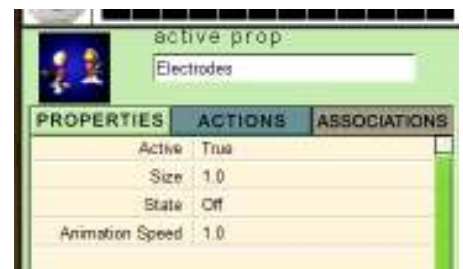 active prop
Electrodes
PROPERTIES ACTIONS ASSOCIATIONS
Active True
Size 1.0
State Off
Animation Speed 1.0